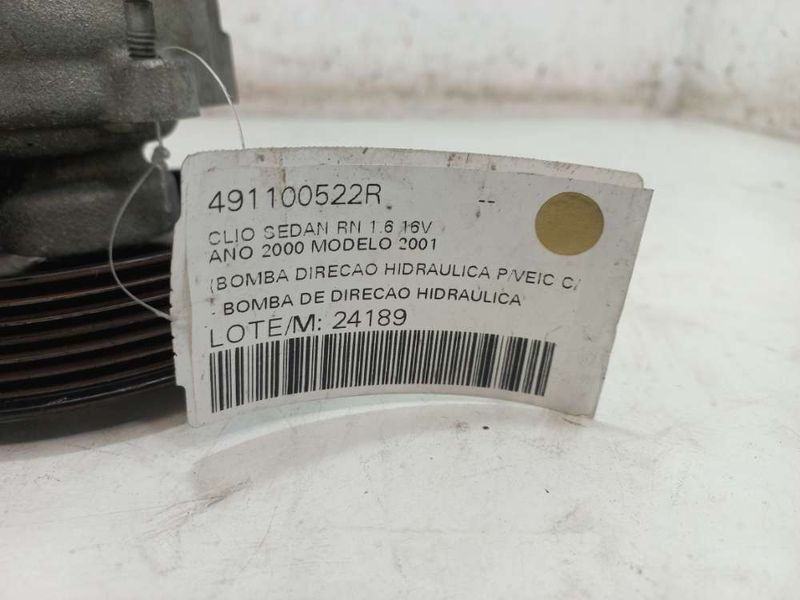 491100522R --
CLIO SEDAN RN 1.6 16V
ANO 2000 MODELO 2001
(BOMBA DIRECAO HIDRAULICA P/VEIC C/
- BOMBA DE DIRECAO HIDRAULICA
LOTE/M: 24189